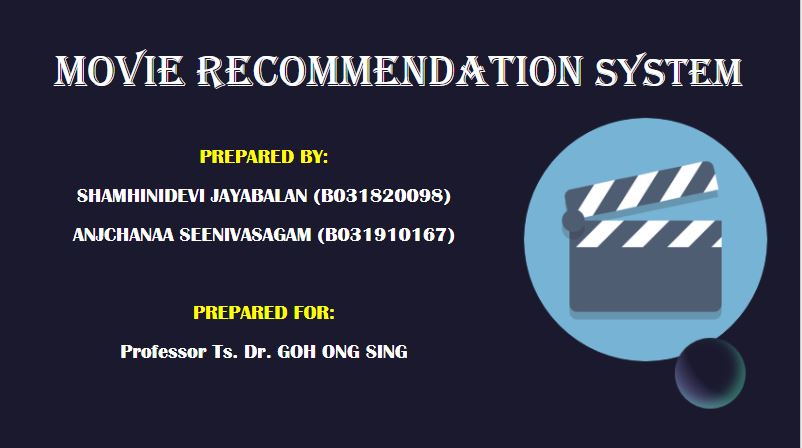 MOVIE RECOMMENDATION SYSTEM
PREPARED BY:
SHAMHINIDEVI JAYABALAN (B031820098)
ANJCHANAA SEENIVASAGAM (B031910167)
PREPARED FOR:
Professor Ts. Dr. GOH ONG SING